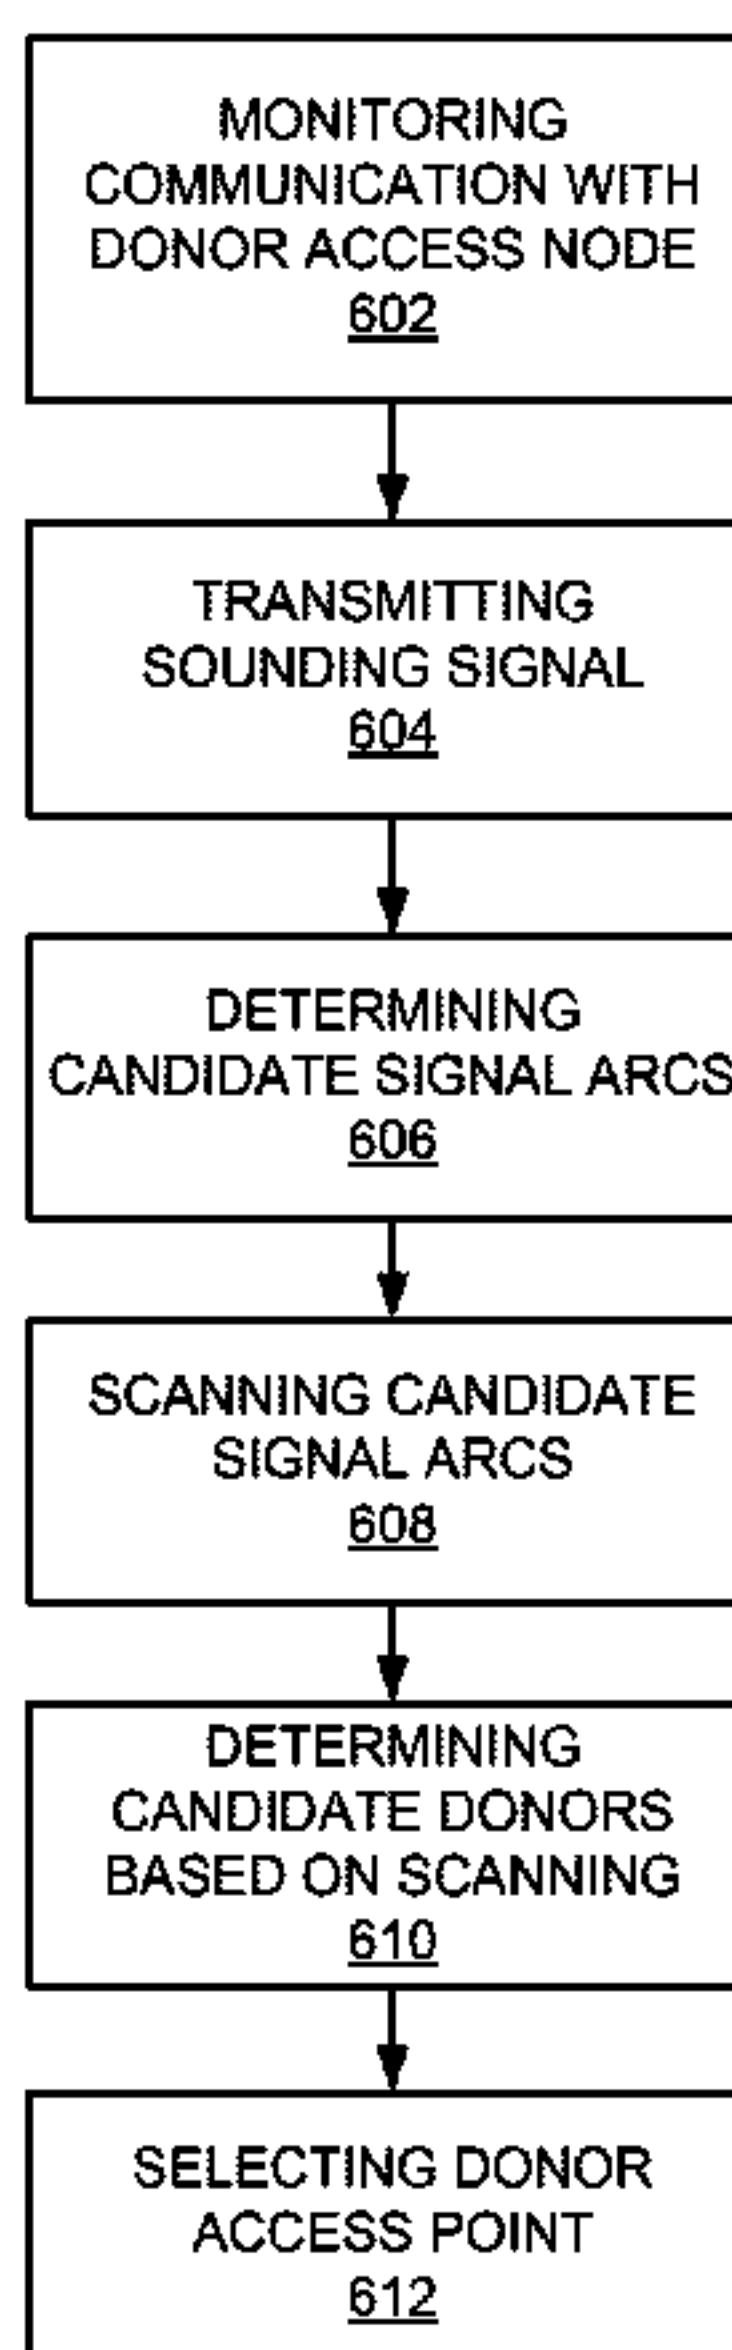 MONITORING
COMMUNICATION WITH
DONOR ACCESS NODE
602
TRANSMITTING
SOUNDING SIGNAL
604
DETERMINING
CANDIDATE SIGNAL ARCS
606
SCANNING CANDIDATE
SIGNAL ARCS
608
DETERMINING
CANDIDATE DONORS
BASED ON SCANNING
610
SELECTING DONOR
ACCESS POINT
612